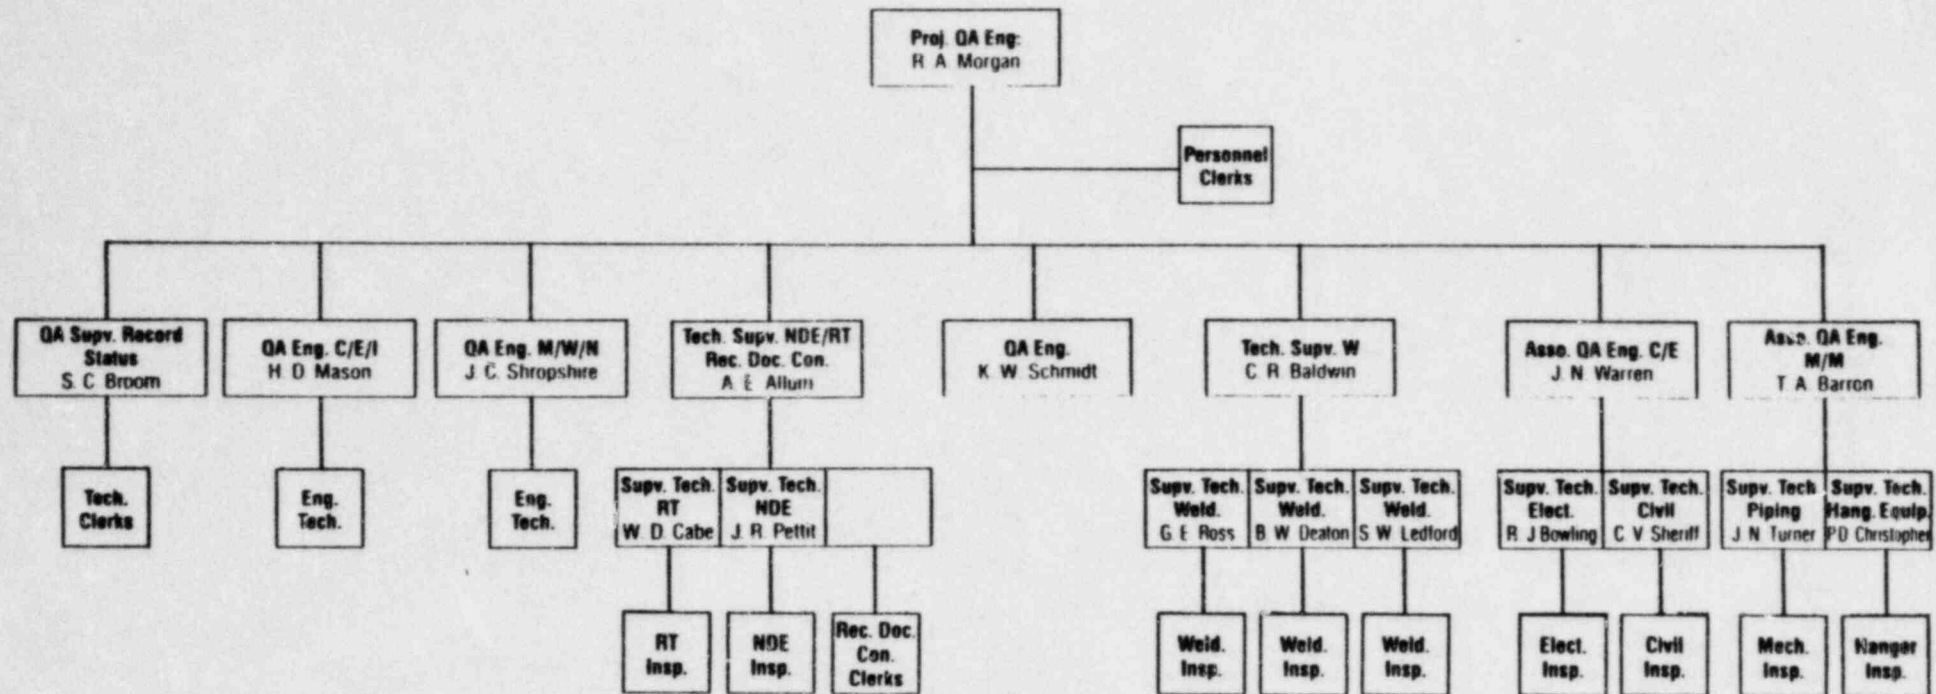 Proj. QA Eng:
R. A. Morgan
Personnel
Clerks
QA Supv. Record
Status
S. C. Broom
QA Eng. C/E/I
H. D. Mason
QA Eng. M/W/N
J. C. Shropshire
Tech. Supv. NDE/RT
Rec. Doc. Con.
A. E. Allum
QA Eng.
K. W. Schmidt
Tech. Supv. W
C. R. Baldwin
Asso. QA Eng. C/E
J. N. Warren
Asso. QA Eng.
M/M
T. A. Barron
Tech.
Clerks
Eng.
Tech.
Eng.
Tech.
Supv. Tech.
RT
W. D. Cabe
Supv. Tech.
NDE
J. R. Pettit
Supv. Tech.
Weld.
G. E. Ross
Supv. Tech.
Weld.
B. W. Deaton
Supv. Tech.
Weld.
S. W. Ledford
Supv. Tech.
Elect.
R. J. Bowling
Supv. Tech.
Civil
C. V. Sheriff
Supv. Tech
Piping
J. N. Turner
Supv. Tech.
Hang. Equip.
P.D. Christopher
RT
Insp.
NDE
Insp.
Rec. Doc.
Con.
Clerks
Weld.
Insp.
Weld.
Insp.
Weld.
Insp.
Elect.
Insp.
Civil
Insp.
Mech.
Insp.
Hanger
Insp.